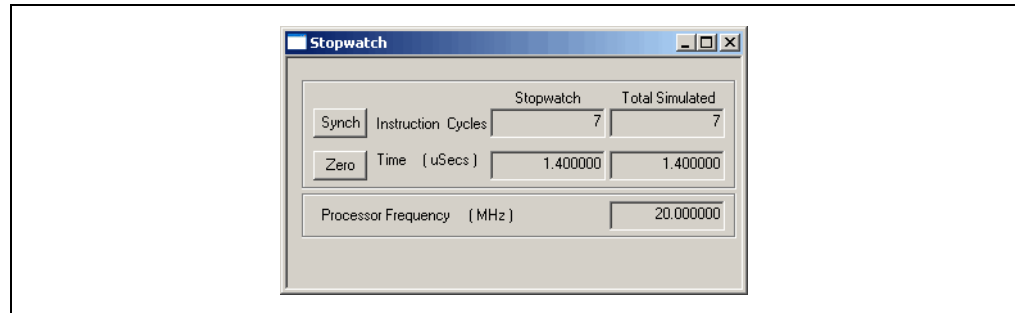 Stopwatch
Stopwatch Total Simulated
Synch Instruction Cycles 7 7
Zero Time (uSecs) 1.400000 1.400000
Processor Frequency (MHz) 20.000000